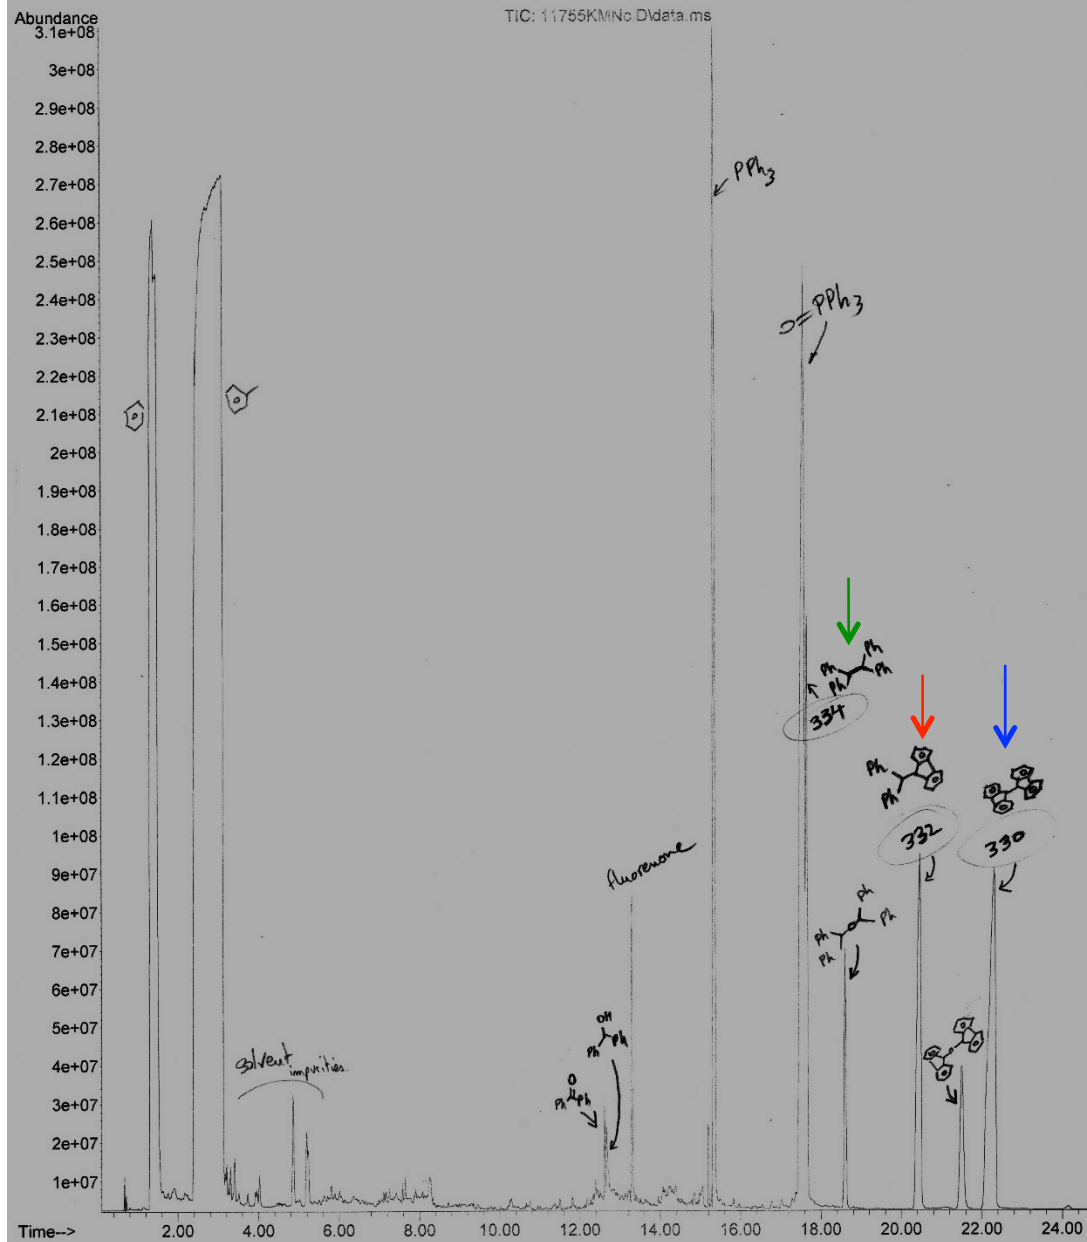 Abundance
TIC: 11755KMNc.D\data.ms
3.1e+08
3e+08
2.9e+08
2.8e+08
2.7e+08
2.6e+08
2.5e+08
2.4e+08
2.3e+08
2.2e+08
2.1e+08
2e+08
1.9e+08
1.8e+08
1.7e+08
1.6e+08
1.5e+08
1.4e+08
1.3e+08
1.2e+08
1.1e+08
1e+08
9e+07
8e+07
7e+07
6e+07
5e+07
4e+07
3e+07
2e+07
1e+07
PPh3
O=PPh3
Ph Ph
Ph Ph
334
Ph
Ph
332
330
fluorenone
Ph
Ph O Ph
Ph
OH
Ph Ph
O
Ph Ph
solvent impurities
Time--> 2.00 4.00 6.00 8.00 10.00 12.00 14.00 16.00 18.00 20.00 22.00 24.00